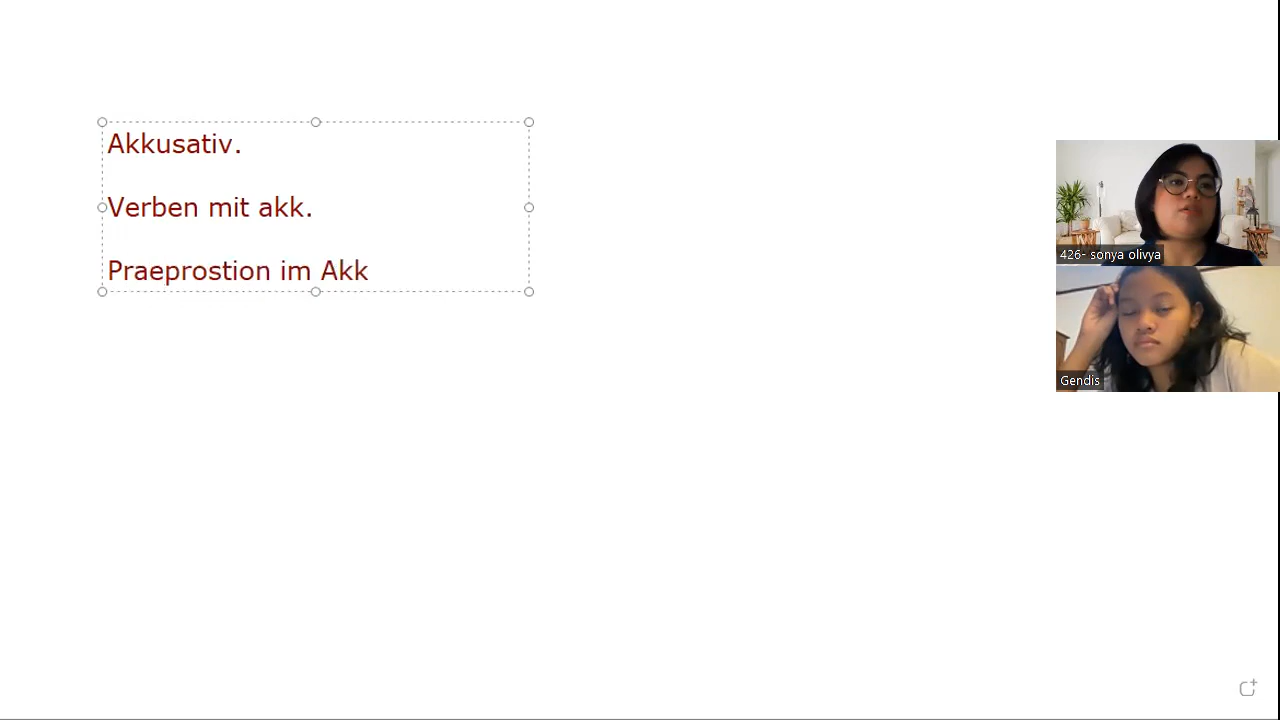 Akkusativ.
Verben mit akk.
Praeprostion im Akk
426- sonya olivya
Gendis